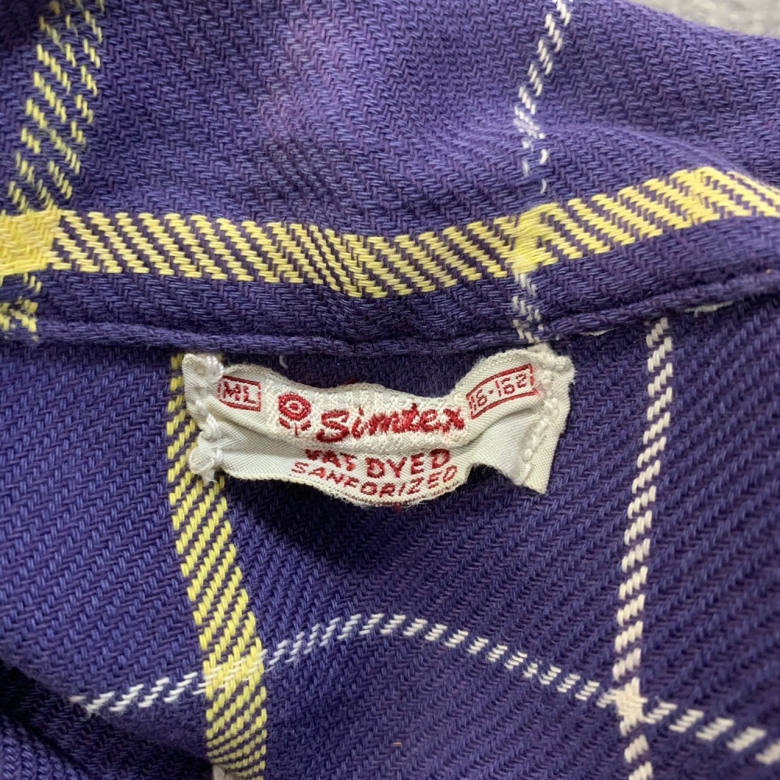 ML
Simtex
16-16½
VAT DYED
SANFORIZED